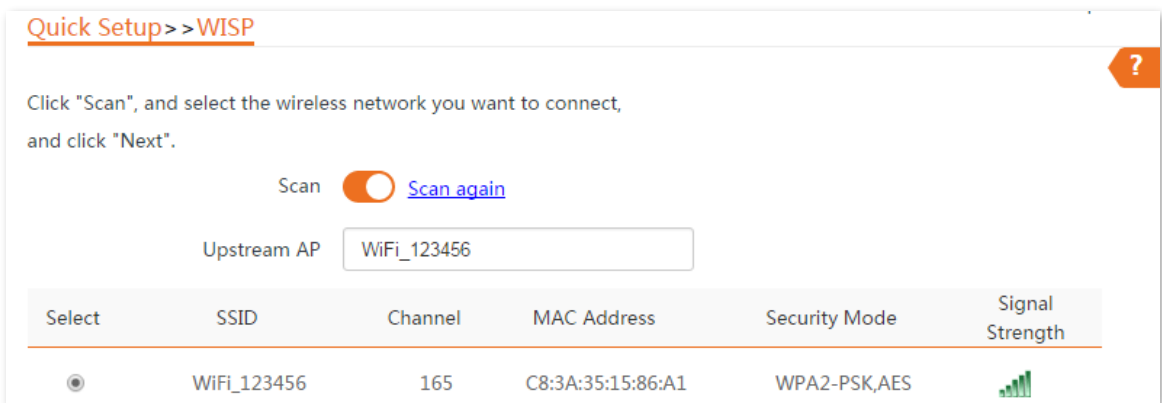 Quick Setup>>WISP
?
Click "Scan", and select the wireless network you want to connect,
and click "Next".
Scan Scan again
Upstream AP WiFi_123456
Select SSID Channel MAC Address Security Mode Signal Strength
WiFi_123456 165 C8:3A:35:15:86:A1 WPA2-PSK,AES